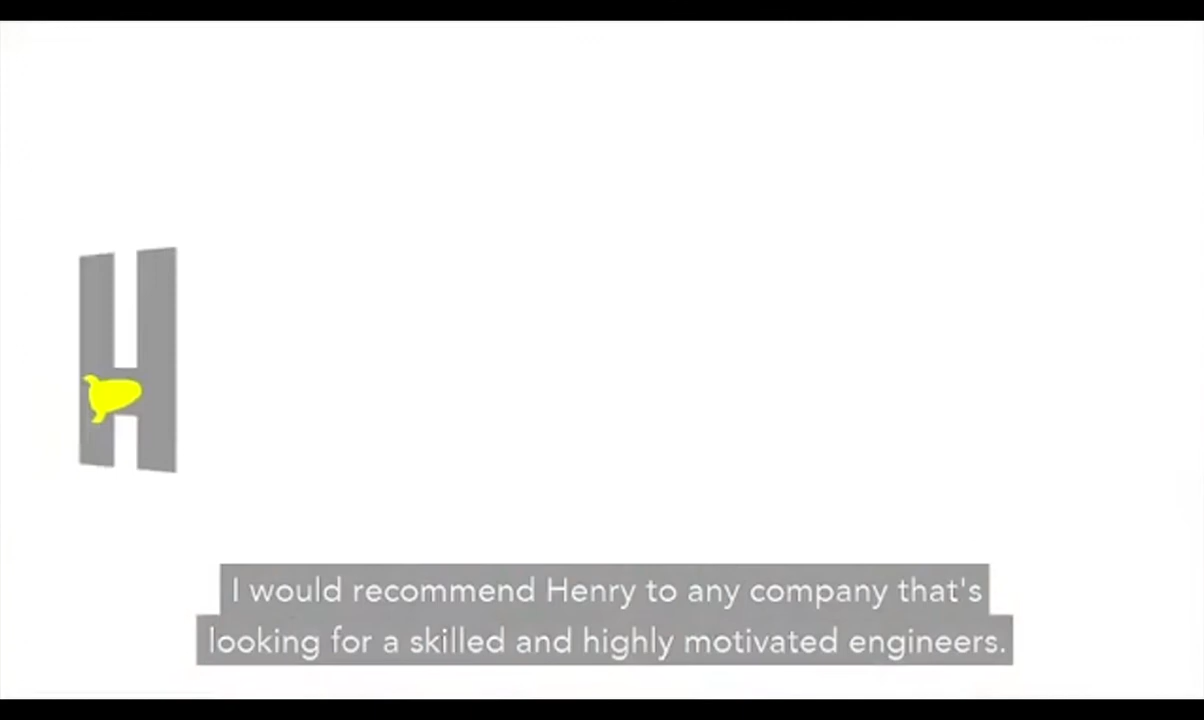 H
I would recommend Henry to any company that's
looking for a skilled and highly motivated engineers.